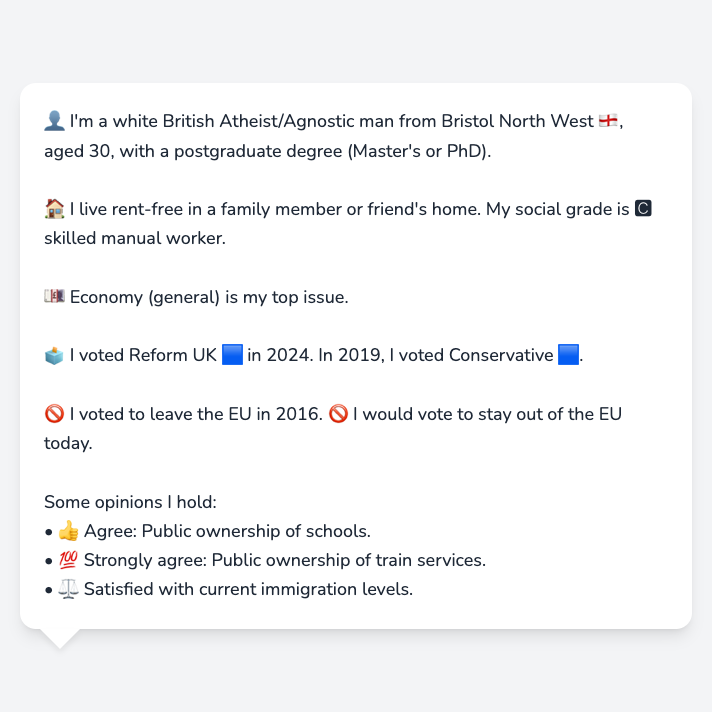 👤 I'm a white British Atheist/Agnostic man from Bristol North West 🏴󠁧󠁢󠁥󠁮󠁧󠁿,
aged 30, with a postgraduate degree (Master's or PhD).
🏠 I live rent-free in a family member or friend's home. My social grade is 🅲
skilled manual worker.
💷 Economy (general) is my top issue.
🗳️ I voted Reform UK 🟦 in 2024. In 2019, I voted Conservative 🟦.
🚫 I voted to leave the EU in 2016. 🚫 I would vote to stay out of the EU
today.
Some opinions I hold:
• 👍 Agree: Public ownership of schools.
• 💯 Strongly agree: Public ownership of train services.
• ⚖️ Satisfied with current immigration levels.